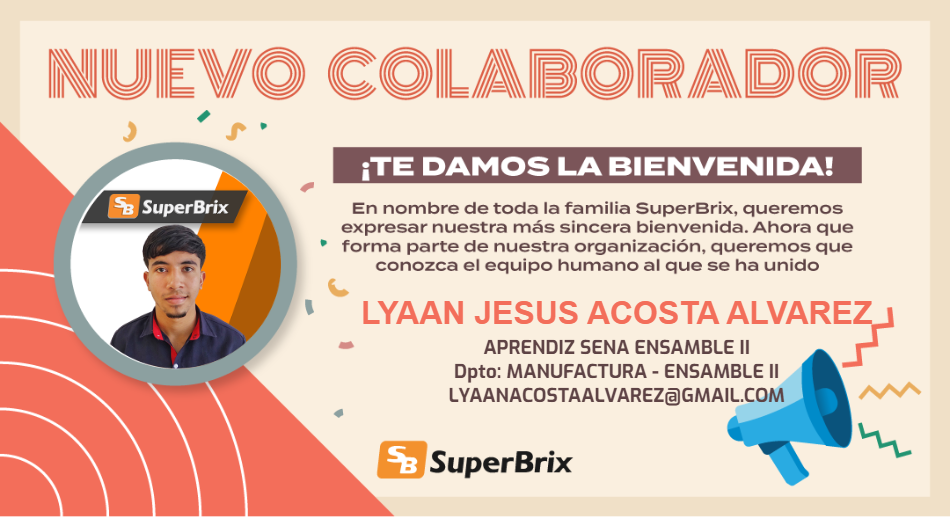 NUEVO COLABORADOR
SB SuperBrix
¡TE DAMOS LA BIENVENIDA!
En nombre de toda la familia SuperBrix, queremos
expresar nuestra más sincera bienvenida. Ahora que
forma parte de nuestra organización, queremos que
conozca el equipo humano al que se ha unido
LYAAN JESUS ACOSTA ALVAREZ
APRENDIZ SENA ENSAMBLE II
Dpto: MANUFACTURA - ENSAMBLE II
LYAANACOSTAALVAREZ@GMAIL.COM
SB SuperBrix